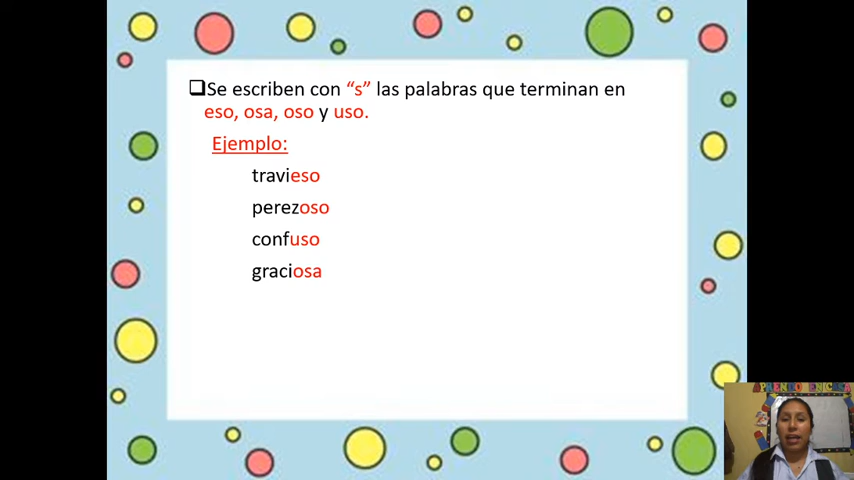 ❑Se escriben con “s” las palabras que terminan en
eso, osa, oso y uso.
Ejemplo:
travieso
perezoso
confuso
graciosa